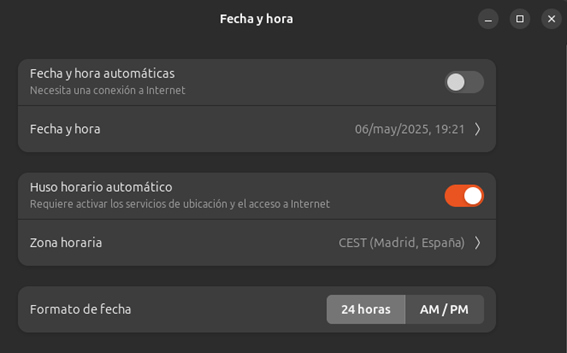 Fecha y hora
Fecha y hora automáticas
Necesita una conexión a Internet
Fecha y hora
06/may/2025, 19:21
Huso horario automático
Requiere activar los servicios de ubicación y el acceso a Internet
Zona horaria
CEST (Madrid, España)
Formato de fecha
24 horas
AM / PM